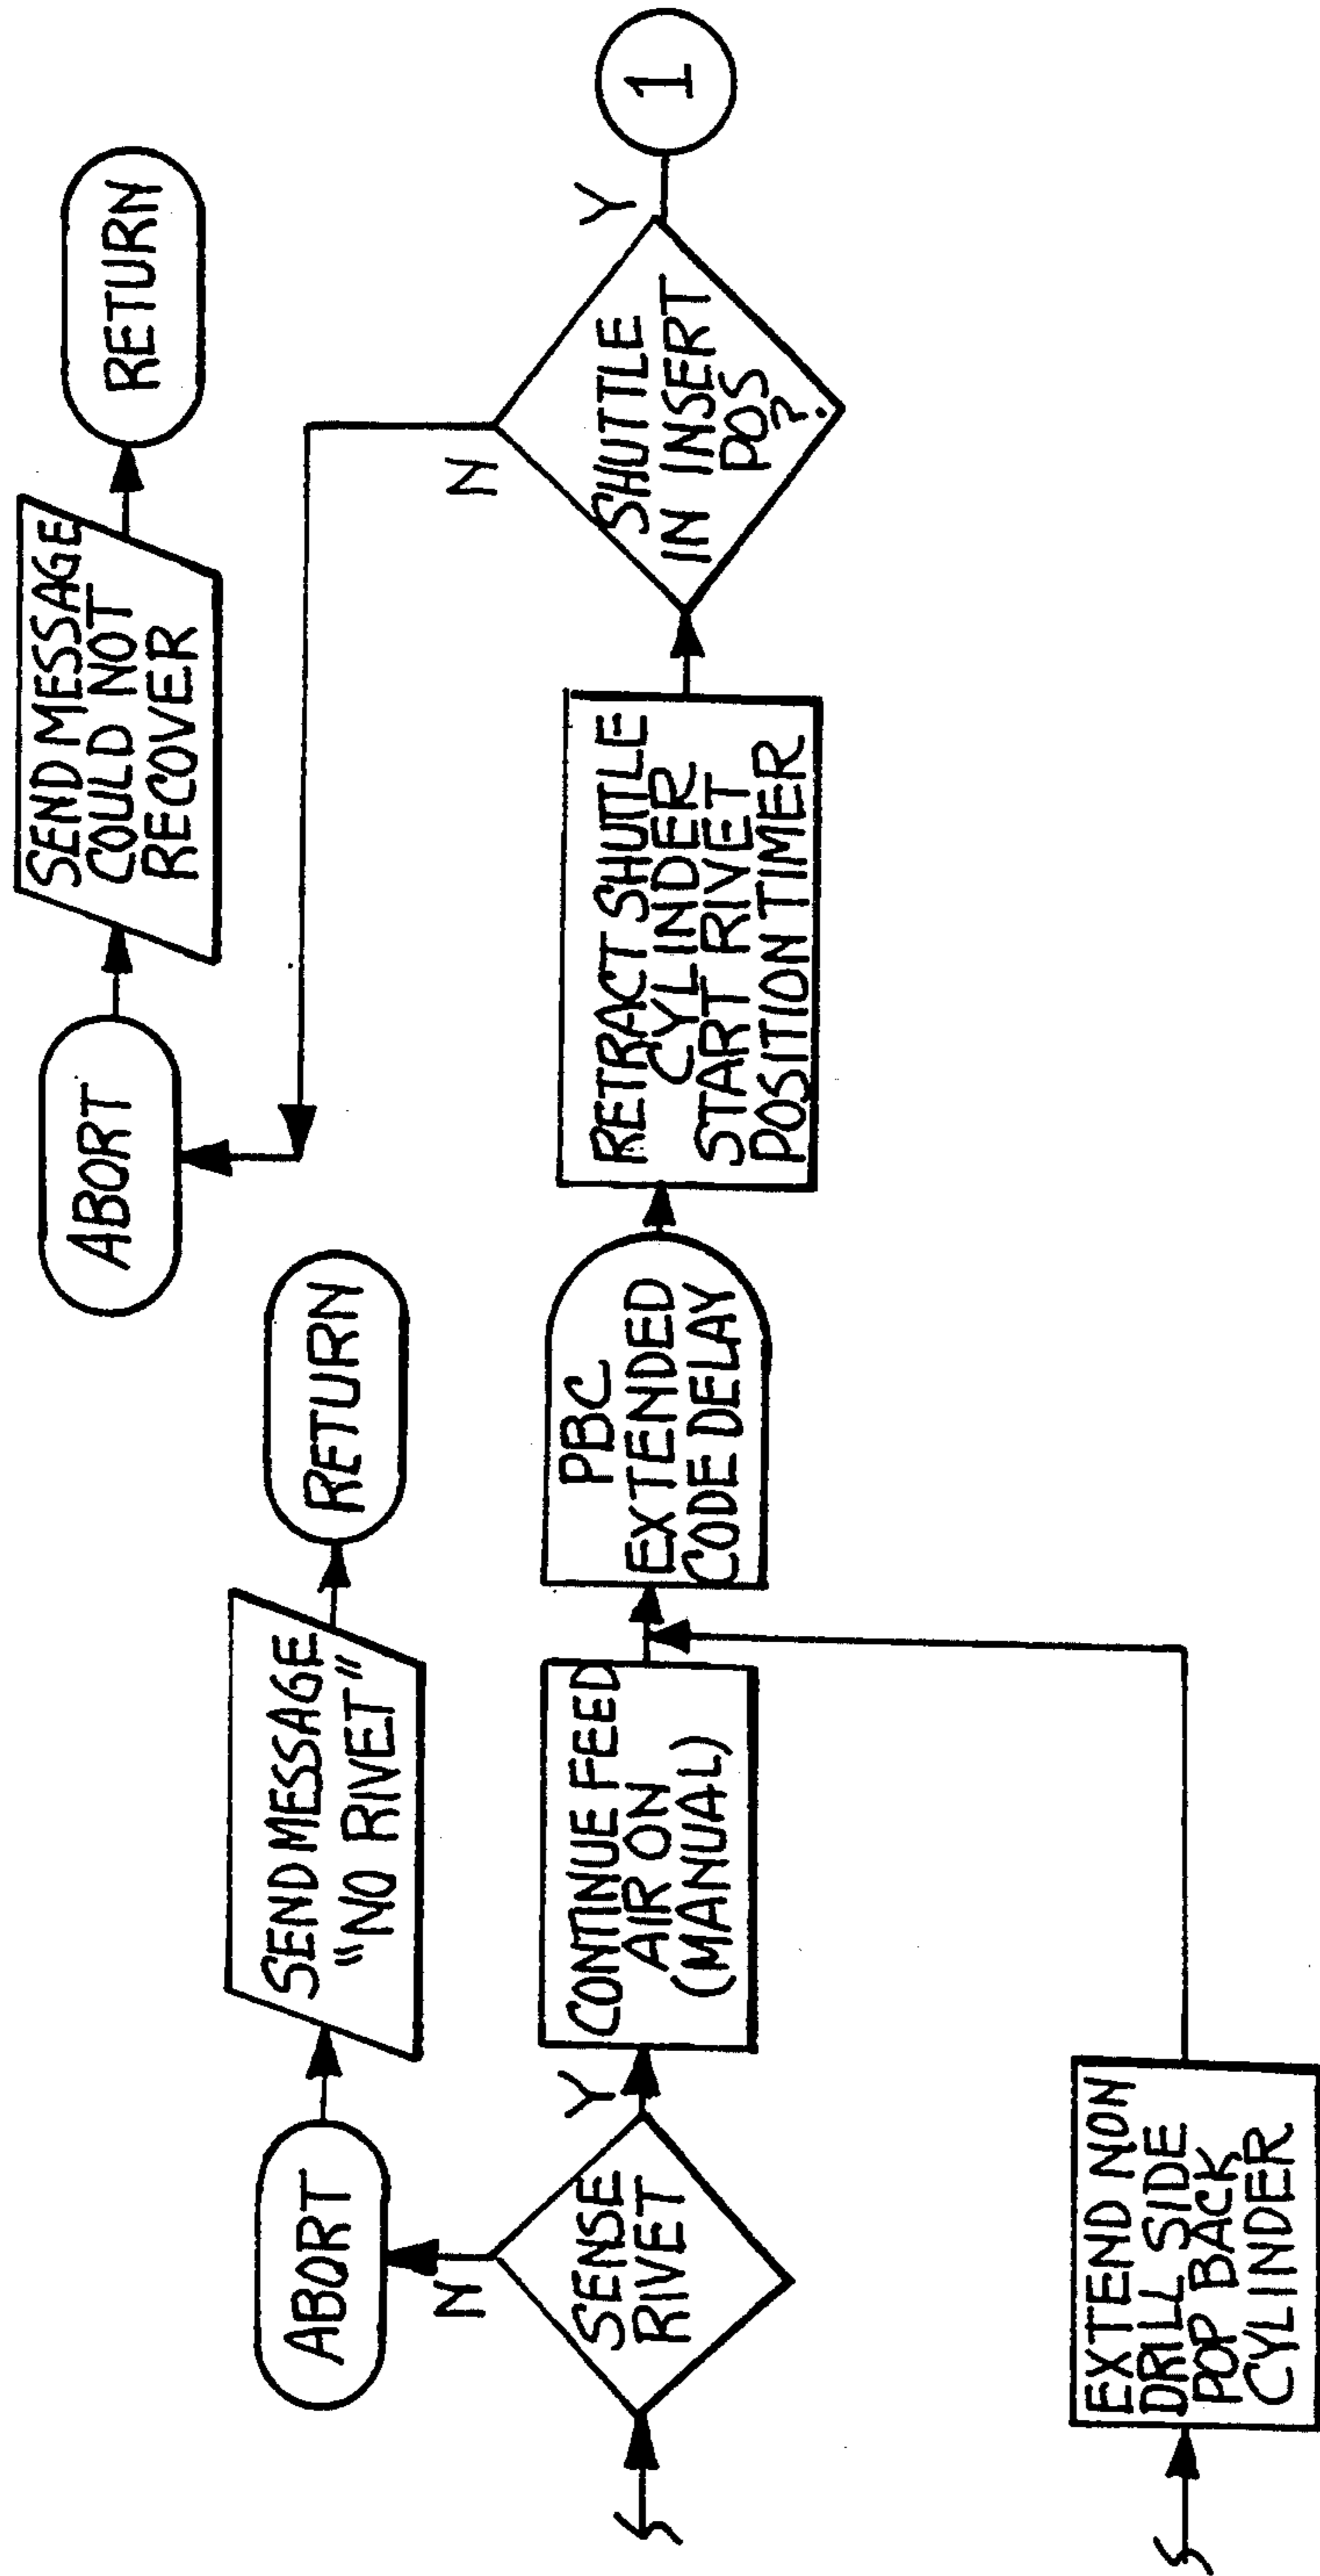 SENSE
RIVET
N
ABORT
SEND MESSAGE
"NO RIVET"
RETURN
Y
CONTINUE FEED
AIR ON
(MANUAL)
EXTEND NON
DRILL SIDE
POP BACK
CYLINDER
PBC
EXTENDED
CODE DELAY
RETRACT SHUTTLE
CYLINDER
START RIVET
POSITION TIMER
SHUTTLE
IN INSERT
POS
?
N
ABORT
SEND MESSAGE
COULD NOT
RECOVER
RETURN
Y
1